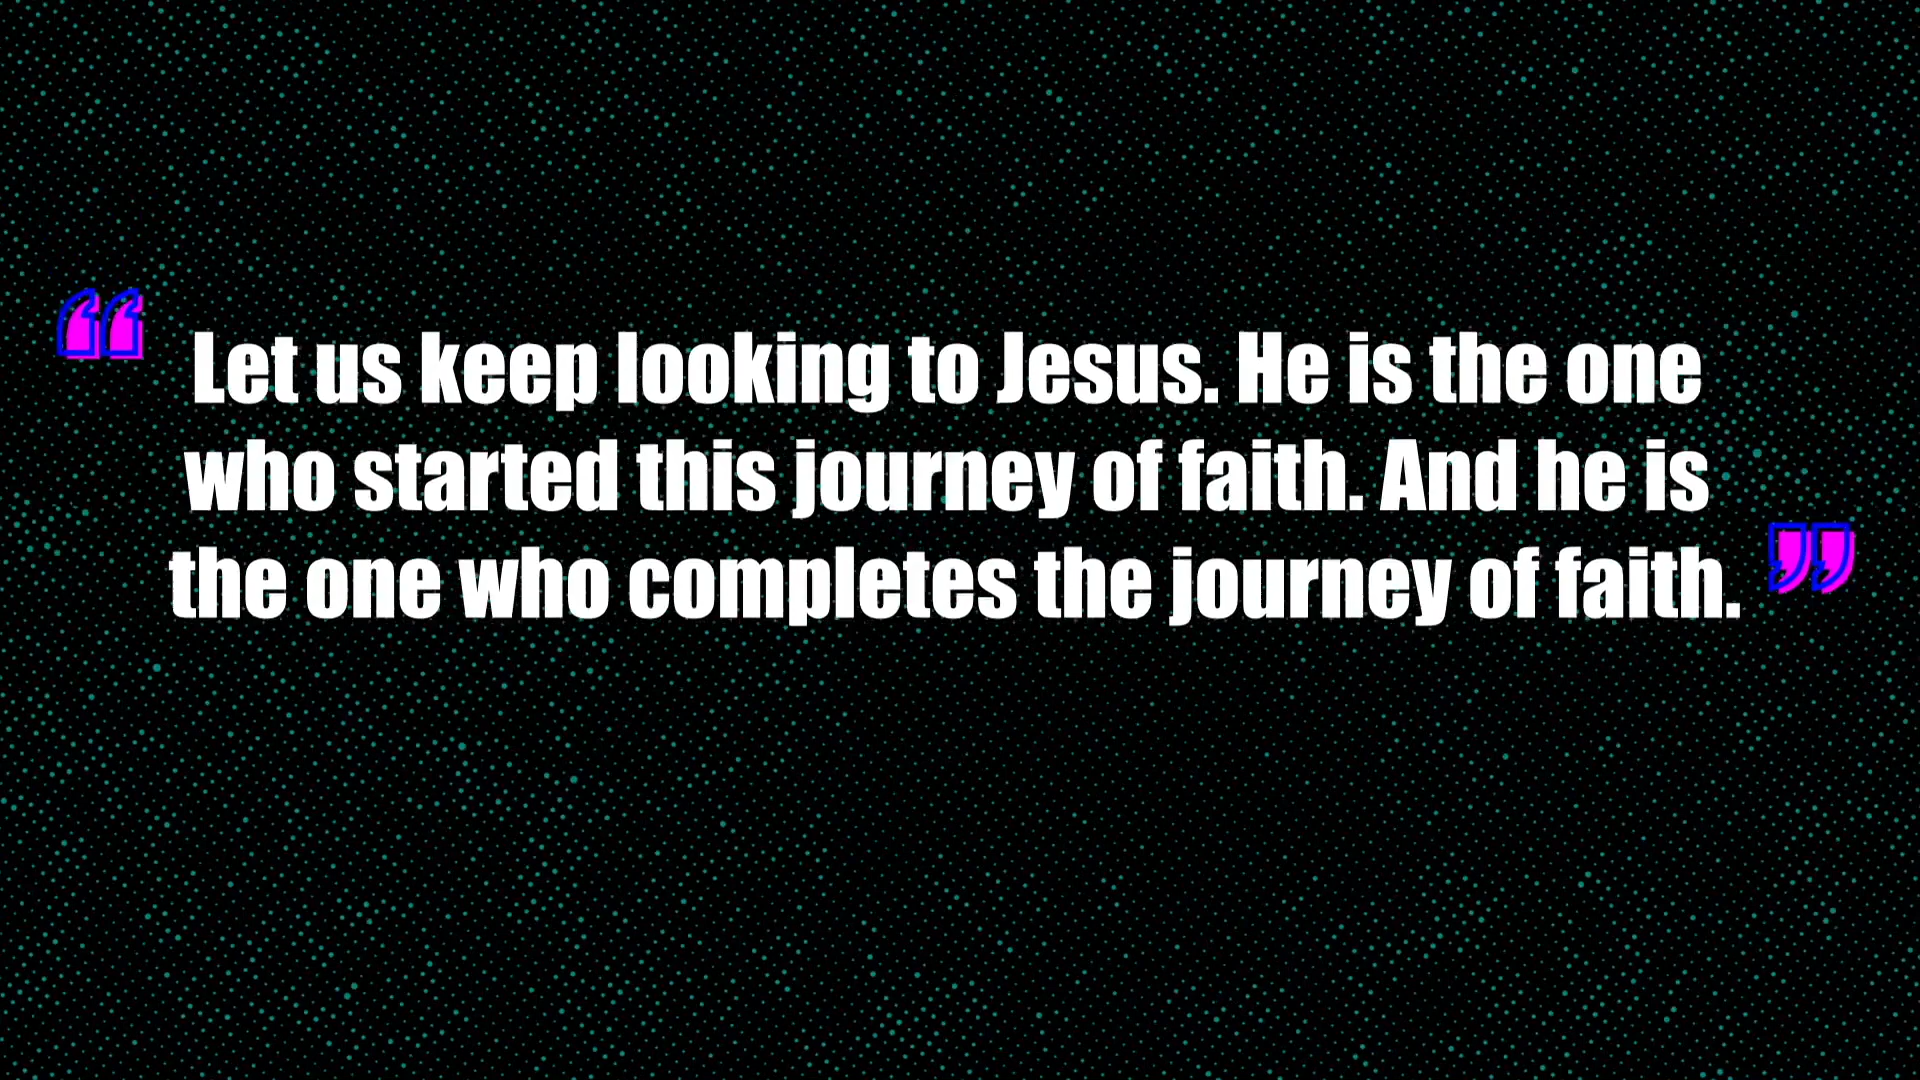 “Let us keep looking to Jesus. He is the one
who started this journey of faith. And he is
the one who completes the journey of faith.”